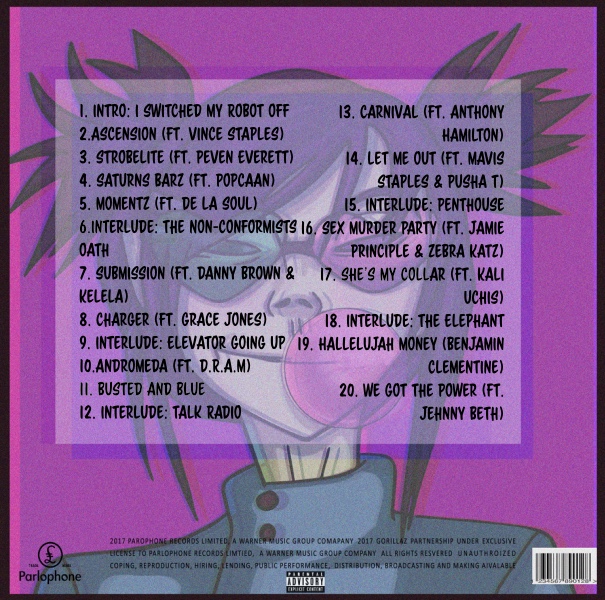 1. INTRO: I SWITCHED MY ROBOT OFF
2.ASCENSION (FT. VINCE STAPLES)
3. STROBELITE (FT. PEVEN EVERETT)
4. SATURNS BARZ (FT. POPCAAN)
5. MOMENTZ (FT. DE LA SOUL)
6.INTERLUDE: THE NON-CONFORMISTS
OATH
7. SUBMISSION (FT. DANNY BROWN &
KELELA)
8. CHARGER (FT. GRACE JONES)
9. INTERLUDE: ELEVATOR GOING UP
10.ANDROMEDA (FT. D.R.A.M)
11. BUSTED AND BLUE
12. INTERLUDE: TALK RADIO
13. CARNIVAL (FT. ANTHONY
HAMILTON)
14. LET ME OUT (FT. MAVIS
STAPLES & PUSHA T)
15. INTERLUDE: PENTHOUSE
16. SEX MURDER PARTY (FT. JAMIE
PRINCIPLE & ZEBRA KATZ)
17. SHE'S MY COLLAR (FT. KALI
UCHIS)
18. INTERLUDE: THE ELEPHANT
19. HALLELUJAH MONEY (BENJAMIN
CLEMENTINE)
20. WE GOT THE POWER (FT.
JEHNNY BETH)
2017 PAROPHONE RECORDS LIMITED, A WARNER MUSIC GROUP COMAPANY 2017 GORILLAZ PARTNERSHIP UNDER EXCLUSIVE
LICENSE TO PARLOPHONE RECORDS LIMTIED, A WARNER MUSIC GROUP COMPANY ALL RIGHTS RESVERED UNAUTHROIZED
COPING, REPRODUCTION, HIRING, LENDING, PUBLIC PERFORMANCE, DISTRIBUTION, BROADCASTING AND MAKING AIVALABLE
TRADE £ MARK
Parlophone
PARENTAL
ADVISORY
EXPLICIT CONTENT